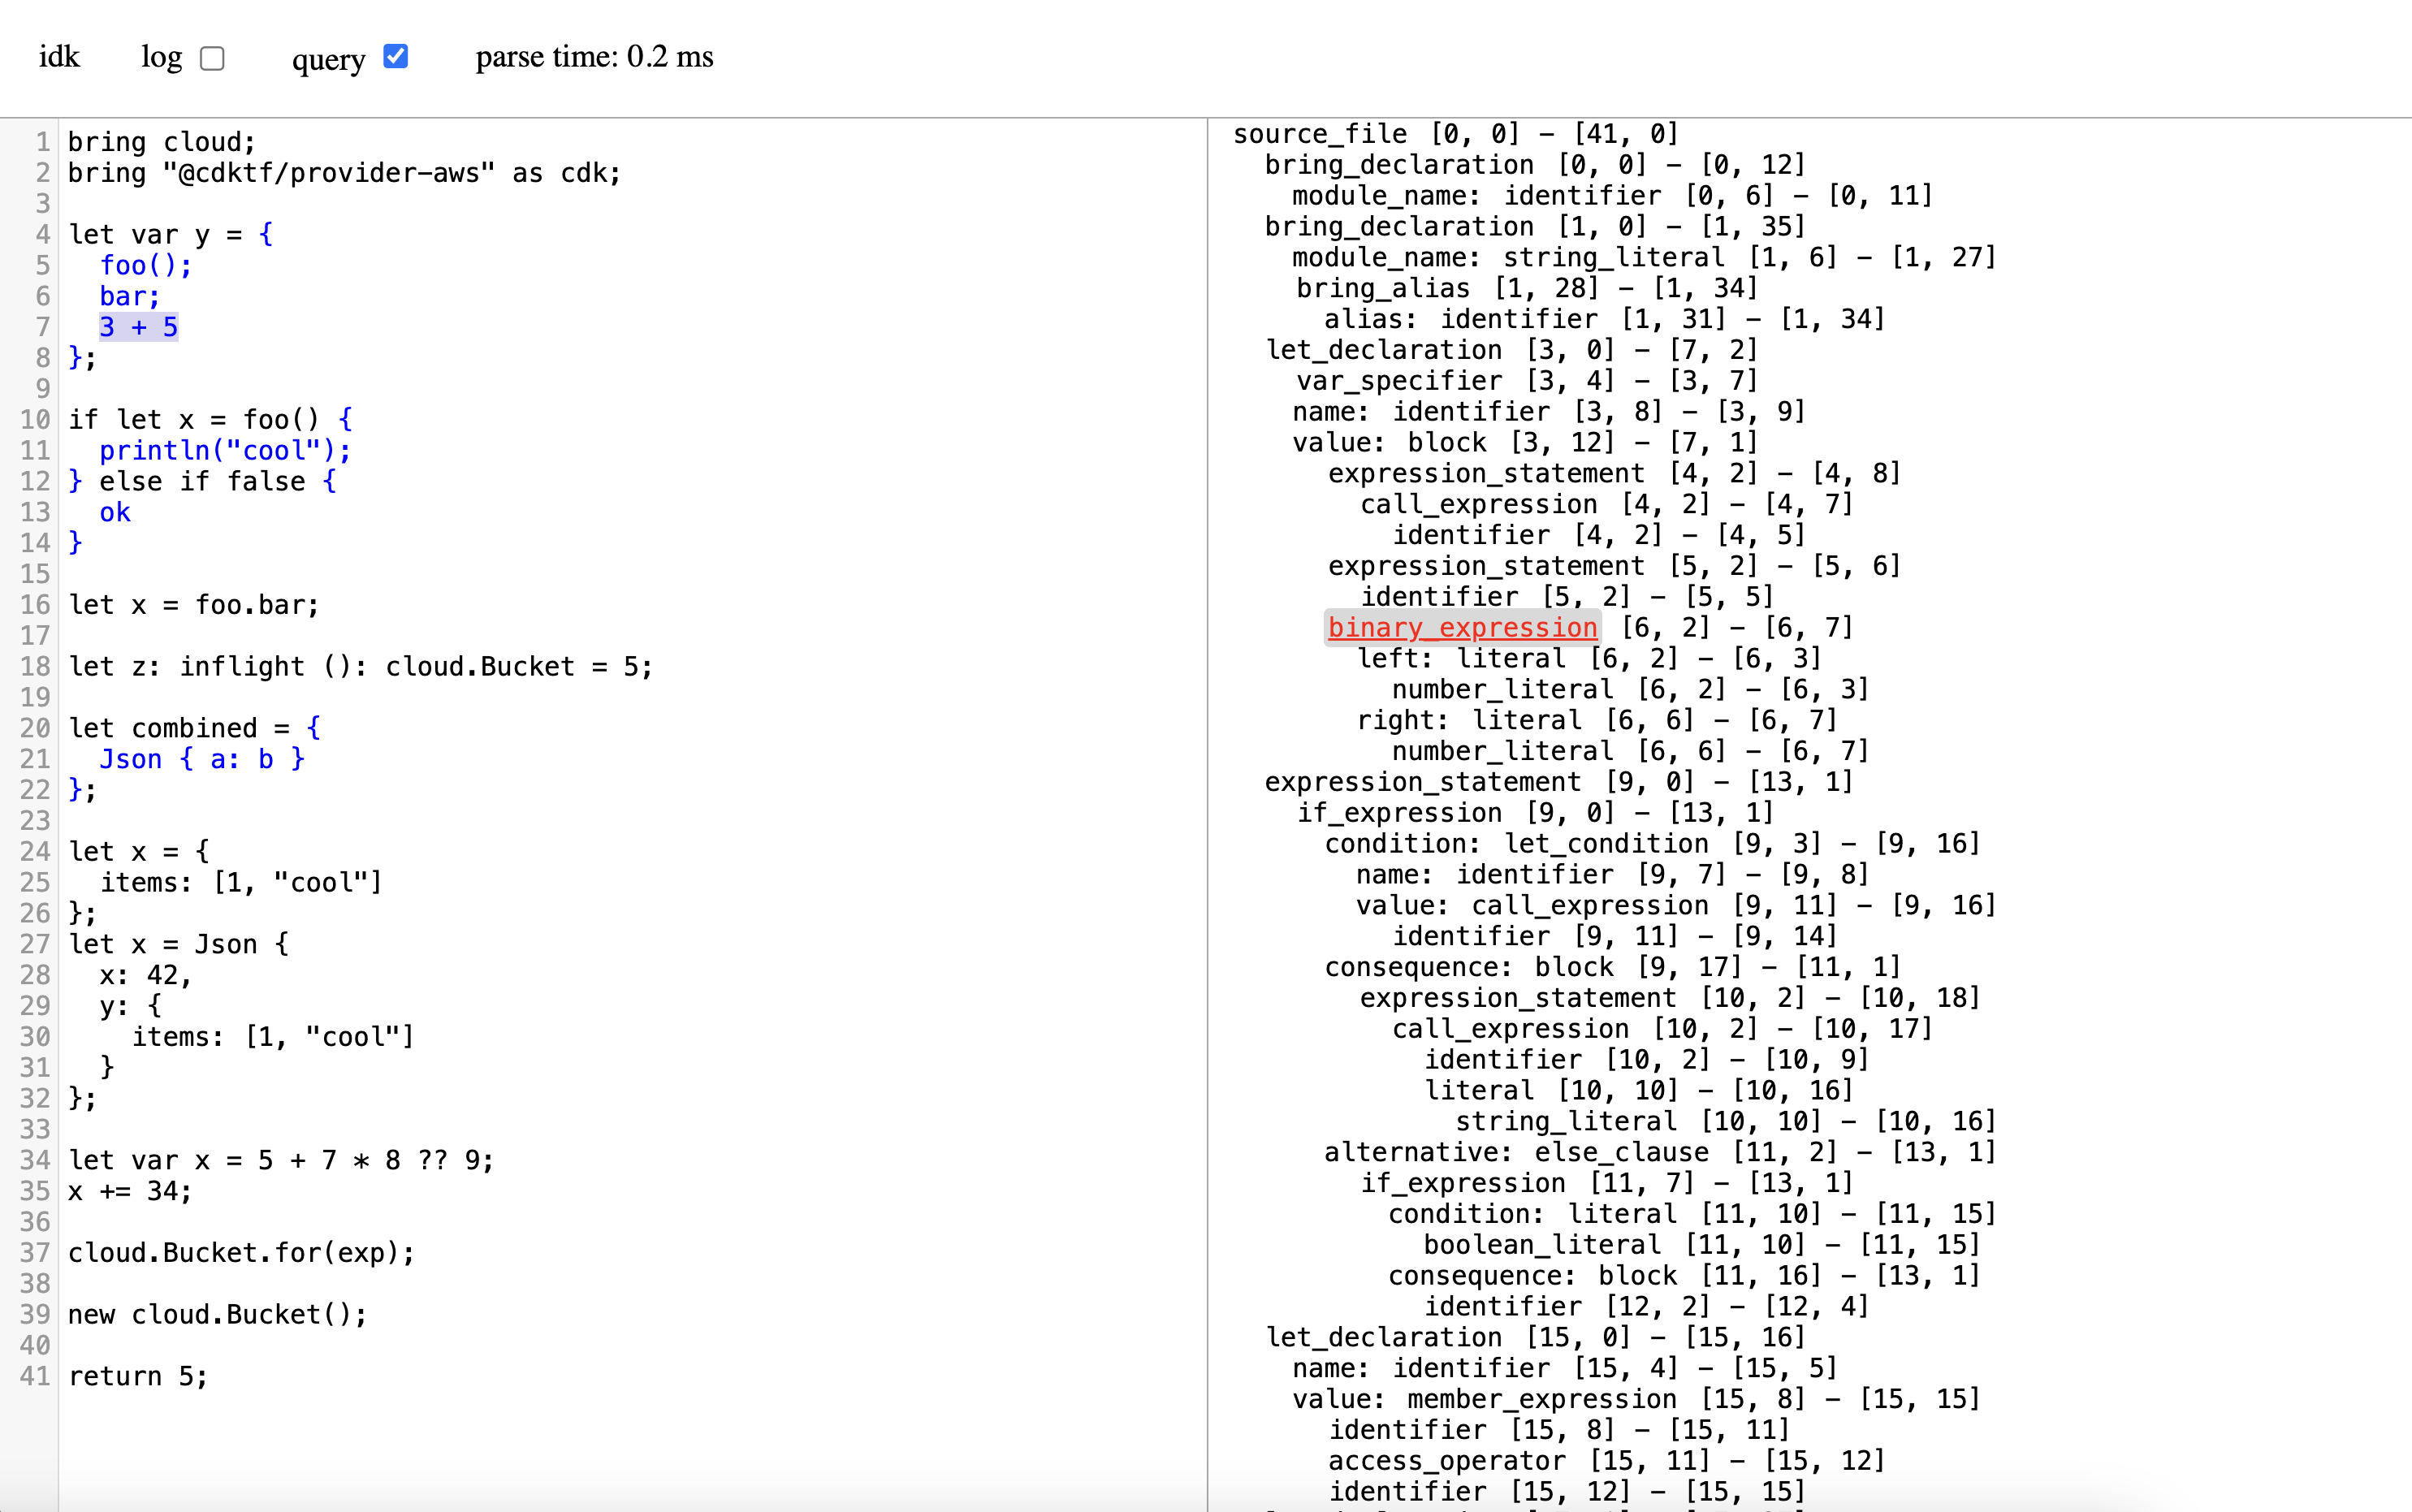 idk log query parse time: 0.2 ms
1 bring cloud;
2 bring "@cdktf/provider-aws" as cdk;
3
4 let var y = {
5   foo();
6   bar;
7   3 + 5
8 };
9
10 if let x = foo() {
11   println("cool");
12 } else if false {
13   ok
14 }
15
16 let x = foo.bar;
17
18 let z: inflight (): cloud.Bucket = 5;
19
20 let combined = {
21   Json { a: b }
22 };
23
24 let x = {
25   items: [1, "cool"]
26 };
27 let x = Json {
28   x: 42,
29   y: {
30     items: [1, "cool"]
31   }
32 };
33
34 let var x = 5 + 7 * 8 ?? 9;
35 x += 34;
36
37 cloud.Bucket.for(exp);
38
39 new cloud.Bucket();
40
41 return 5;
source_file [0, 0] – [41, 0]
  bring_declaration [0, 0] – [0, 12]
    module_name: identifier [0, 6] – [0, 11]
  bring_declaration [1, 0] – [1, 35]
    module_name: string_literal [1, 6] – [1, 27]
    bring_alias [1, 28] – [1, 34]
      alias: identifier [1, 31] – [1, 34]
  let_declaration [3, 0] – [7, 2]
    var_specifier [3, 4] – [3, 7]
    name: identifier [3, 8] – [3, 9]
    value: block [3, 12] – [7, 1]
      expression_statement [4, 2] – [4, 8]
        call_expression [4, 2] – [4, 7]
          identifier [4, 2] – [4, 5]
      expression_statement [5, 2] – [5, 6]
        identifier [5, 2] – [5, 5]
      binary_expression [6, 2] – [6, 7]
        left: literal [6, 2] – [6, 3]
          number_literal [6, 2] – [6, 3]
        right: literal [6, 6] – [6, 7]
          number_literal [6, 6] – [6, 7]
  expression_statement [9, 0] – [13, 1]
    if_expression [9, 0] – [13, 1]
      condition: let_condition [9, 3] – [9, 16]
        name: identifier [9, 7] – [9, 8]
        value: call_expression [9, 11] – [9, 16]
          identifier [9, 11] – [9, 14]
      consequence: block [9, 17] – [11, 1]
        expression_statement [10, 2] – [10, 18]
          call_expression [10, 2] – [10, 17]
            identifier [10, 2] – [10, 9]
            literal [10, 10] – [10, 16]
              string_literal [10, 10] – [10, 16]
      alternative: else_clause [11, 2] – [13, 1]
        if_expression [11, 7] – [13, 1]
          condition: literal [11, 10] – [11, 15]
            boolean_literal [11, 10] – [11, 15]
          consequence: block [11, 16] – [13, 1]
            identifier [12, 2] – [12, 4]
  let_declaration [15, 0] – [15, 16]
    name: identifier [15, 4] – [15, 5]
    value: member_expression [15, 8] – [15, 15]
      identifier [15, 8] – [15, 11]
      access_operator [15, 11] – [15, 12]
      identifier [15, 12] – [15, 15]